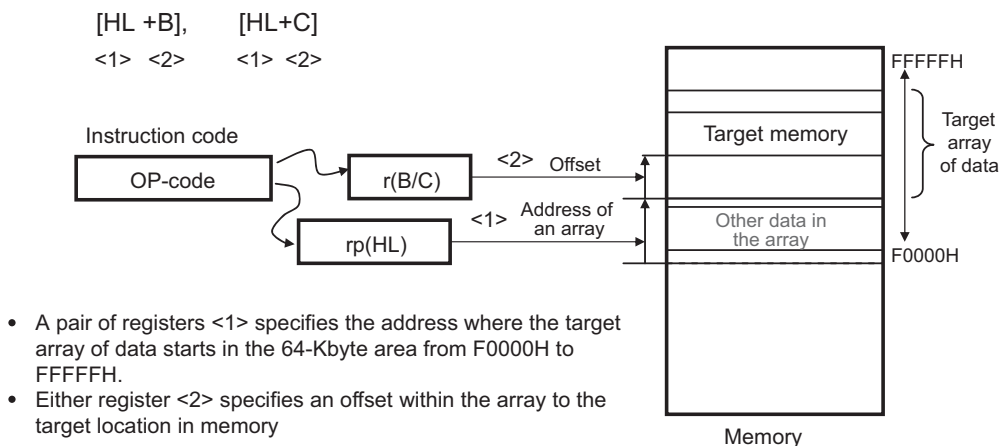 [HL +B], [HL+C]
<1> <2> <1> <2>
FFFFFH
Target
array
of data
Instruction code
OP-code
r(B/C)
<2> Offset
Target memory
rp(HL)
<1> Address of
an array
Other data in
the array
F0000H
• A pair of registers <1> specifies the address where the target
array of data starts in the 64-Kbyte area from F0000H to
FFFFFH.
• Either register <2> specifies an offset within the array to the
target location in memory
Memory